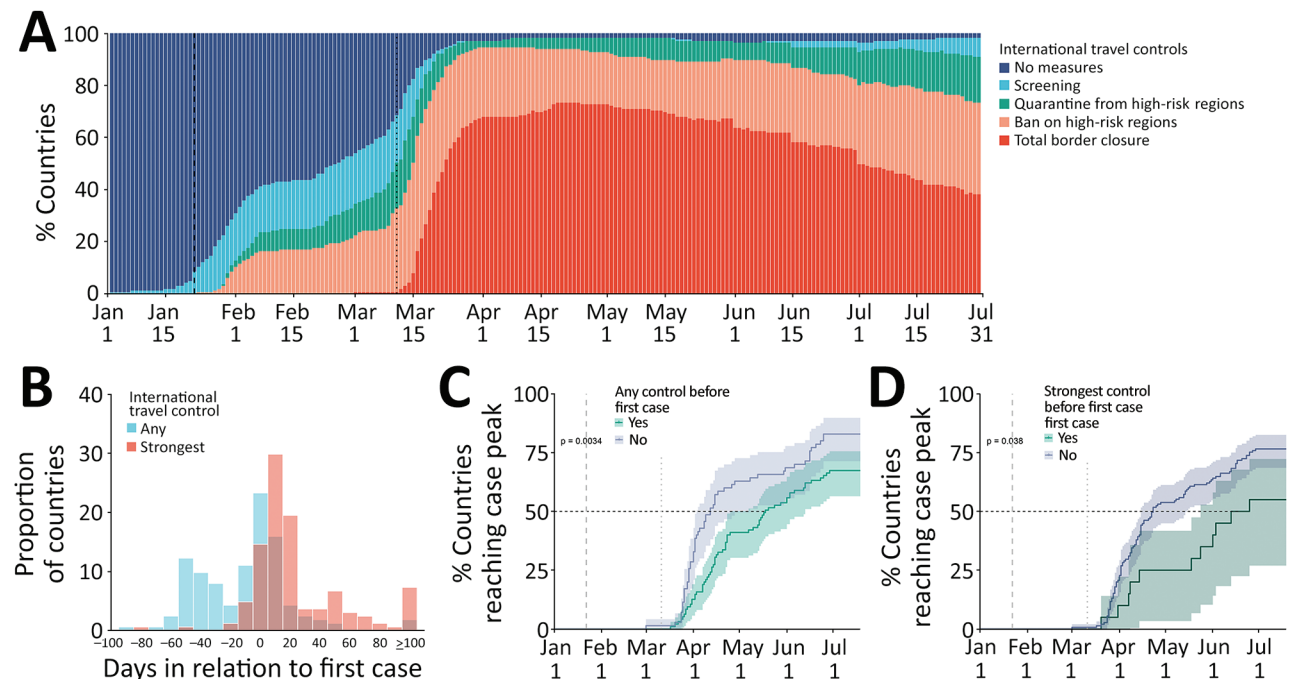 A
100
80
60
40
20
0
% Countries
Jan 1
Jan 15
Feb 1
Feb 15
Mar 1
Mar 15
Apr 1
Apr 15
May 1
May 15
Jun 1
Jun 15
Jul 1
Jul 15
Jul 31
International travel controls
No measures
Screening
Quarantine from high-risk regions
Ban on high-risk regions
Total border closure
B
40
30
20
10
0
Proportion
of countries
International
travel control
Any
Strongest
−100 −80 −60 −40 −20 0 20 40 60 80 ≥100
Days in relation to first case
C
100
75
50
25
0
% Countries
reaching case peak
Any control before
first case
Yes
No
p = 0.0034
Jan 1
Feb 1
Mar 1
Apr 1
May 1
Jun 1
Jul 1
D
100
75
50
25
0
% Countries
reaching case peak
Strongest control
before first case
first case
Yes
No
p = 0.038
Jan 1
Feb 1
Mar 1
Apr 1
May 1
Jun 1
Jul 1